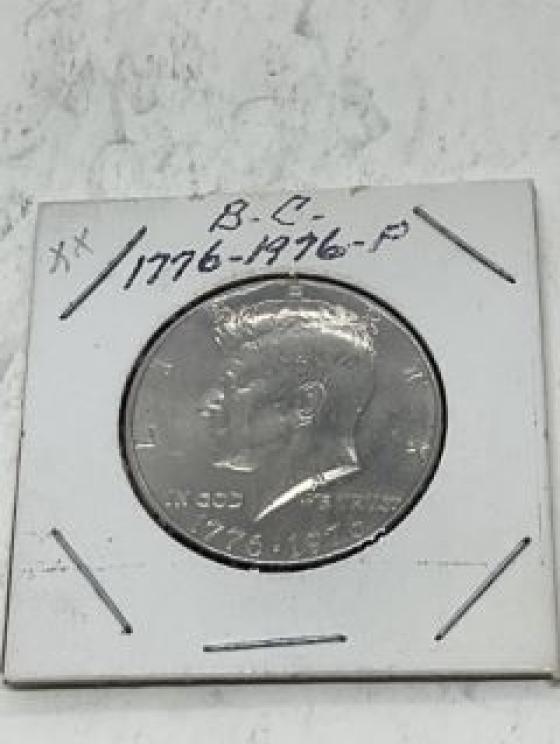 B.C.
XX
1776-1976-P
L I B E R T Y
IN GOD WE TRUST
1776 · 1976